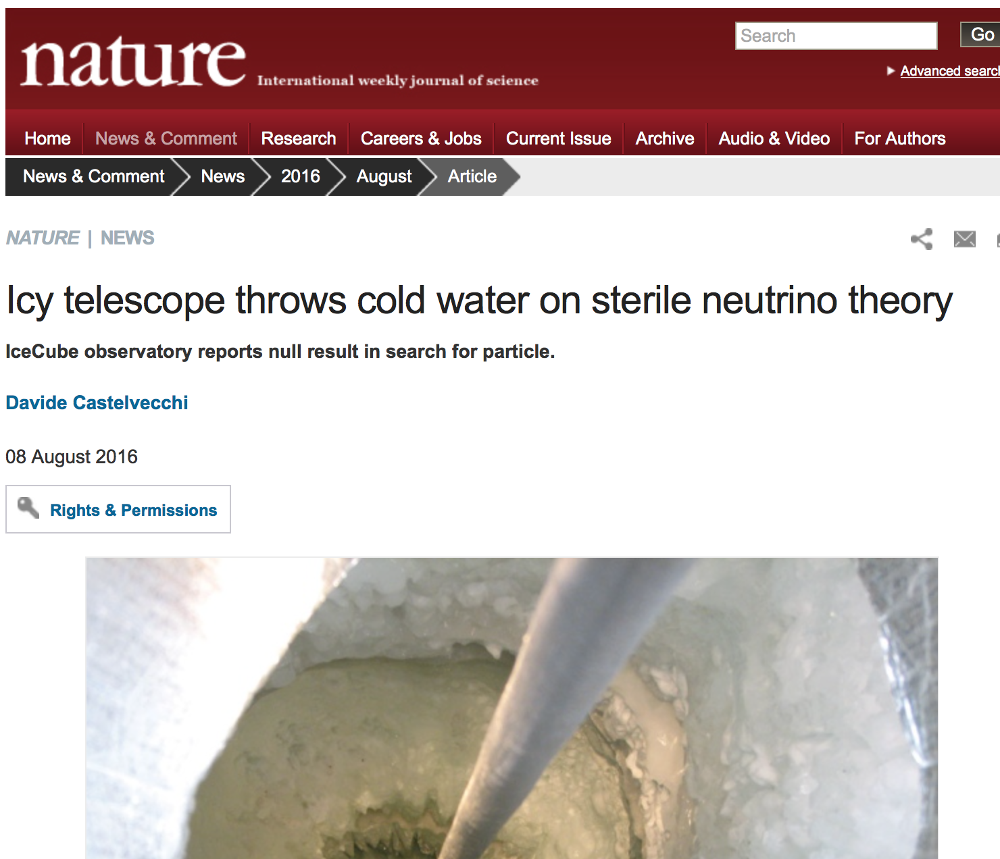 nature International weekly journal of science
Search
Go
Advanced search
Home News & Comment Research Careers & Jobs Current Issue Archive Audio & Video For Authors
News & Comment News 2016 August Article
NATURE | NEWS
Icy telescope throws cold water on sterile neutrino theory
IceCube observatory reports null result in search for particle.
Davide Castelvecchi
08 August 2016
Rights & Permissions